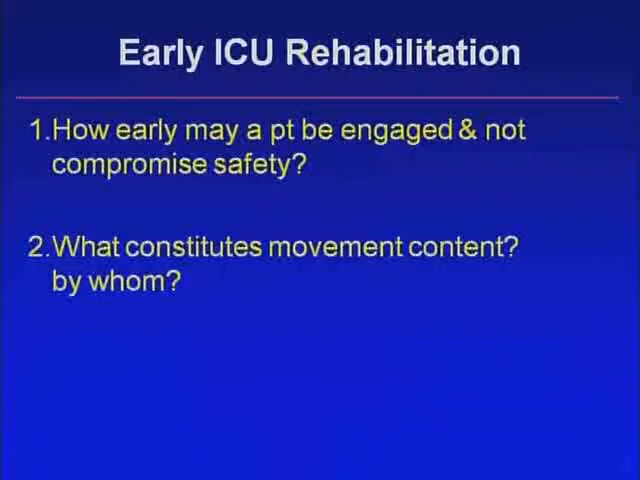 Early ICU Rehabilitation
1.How early may a pt be engaged & not
compromise safety?
2.What constitutes movement content?
by whom?